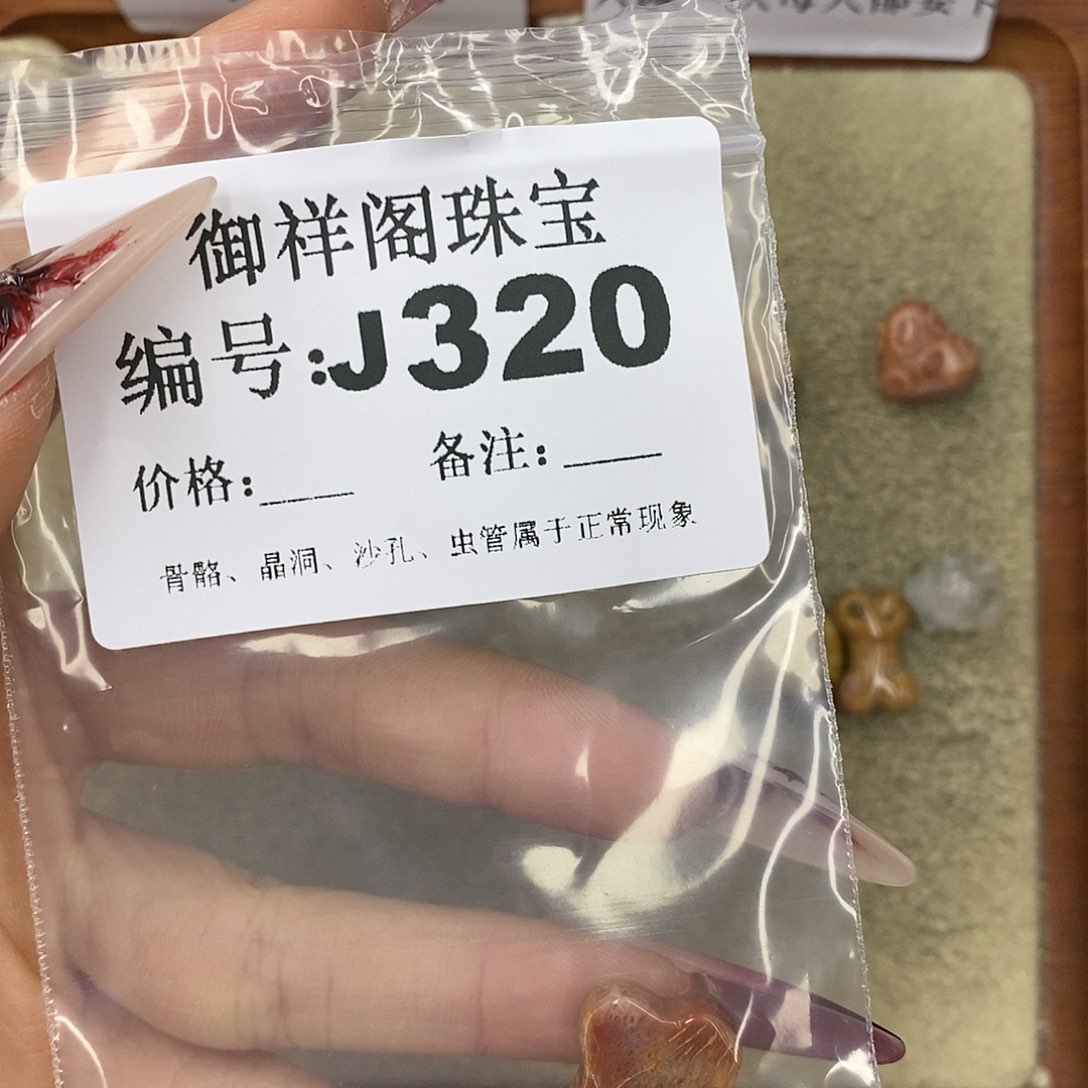 御祥阁珠宝
编号:J320
价格:____ 备注:____
骨骼、晶洞、沙孔、虫管属于正常现象